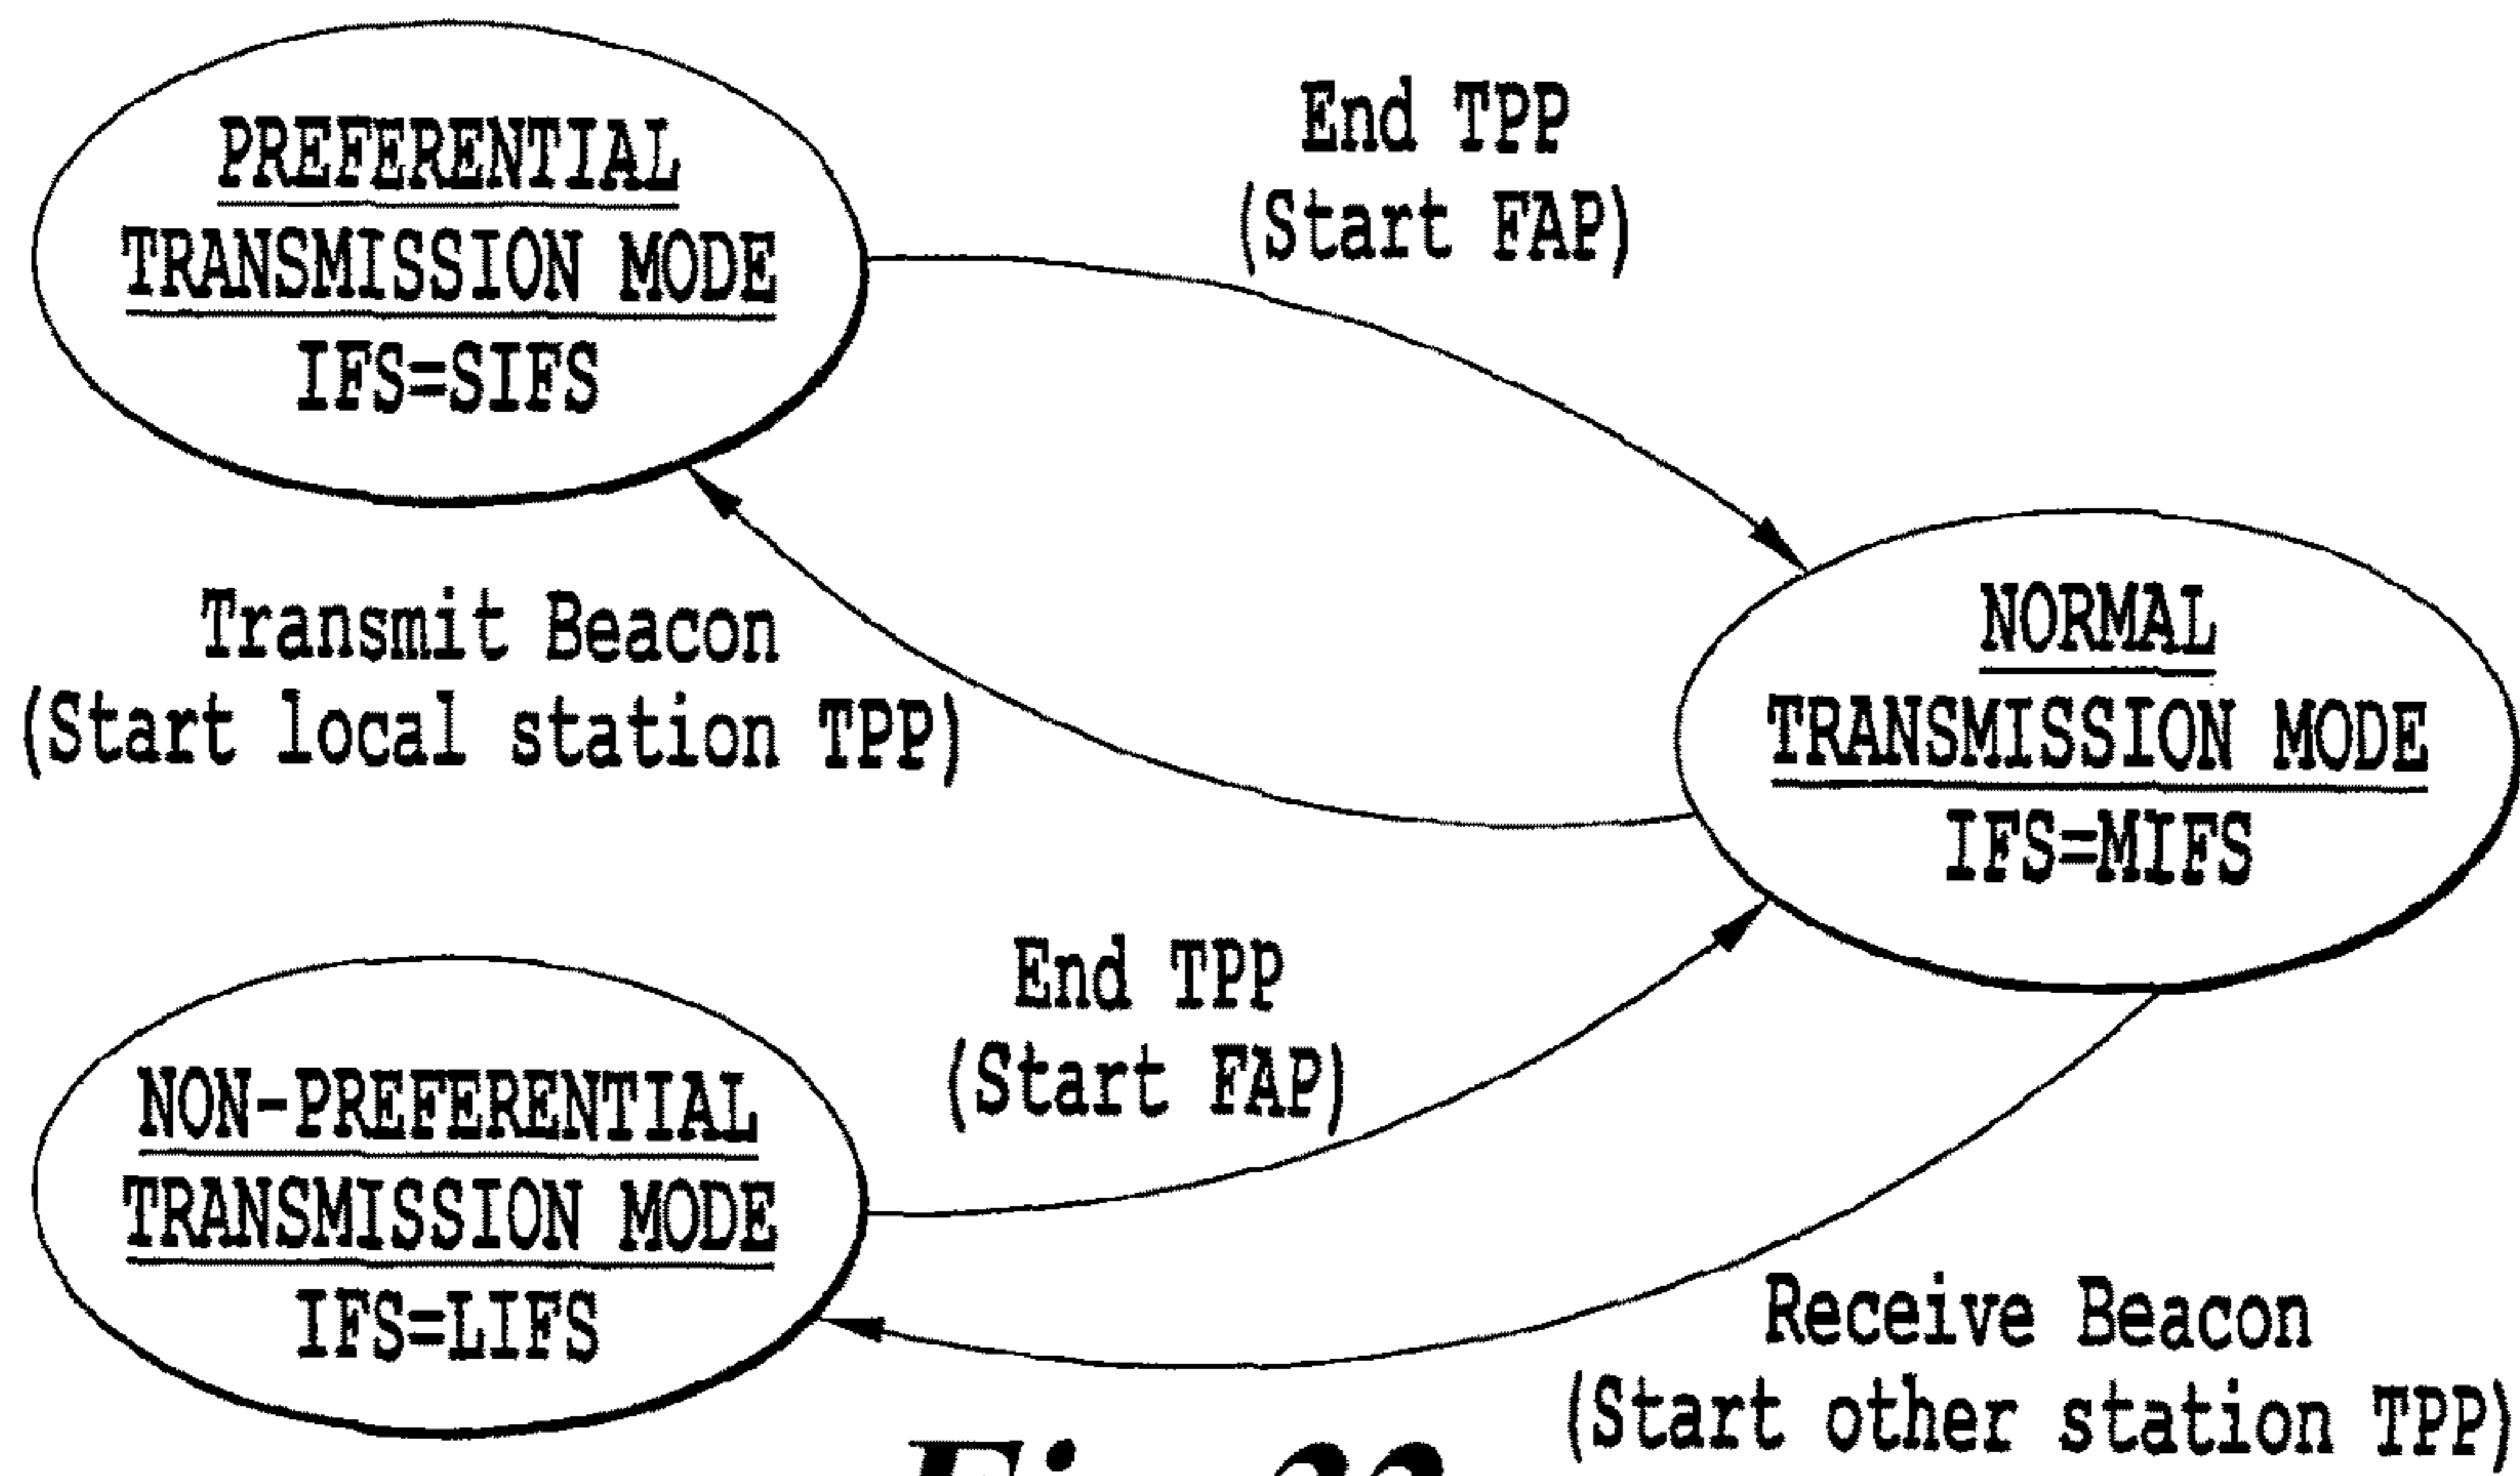 PREFERENTIAL
TRANSMISSION MODE
IFS=SIFS
End TPP
(Start FAP)
Transmit Beacon
(Start local station TPP)
NORMAL
TRANSMISSION MODE
IFS=MIFS
End TPP
(Start FAP)
NON-PREFERENTIAL
TRANSMISSION MODE
IFS=LIFS
Receive Beacon
(Start other station TPP)